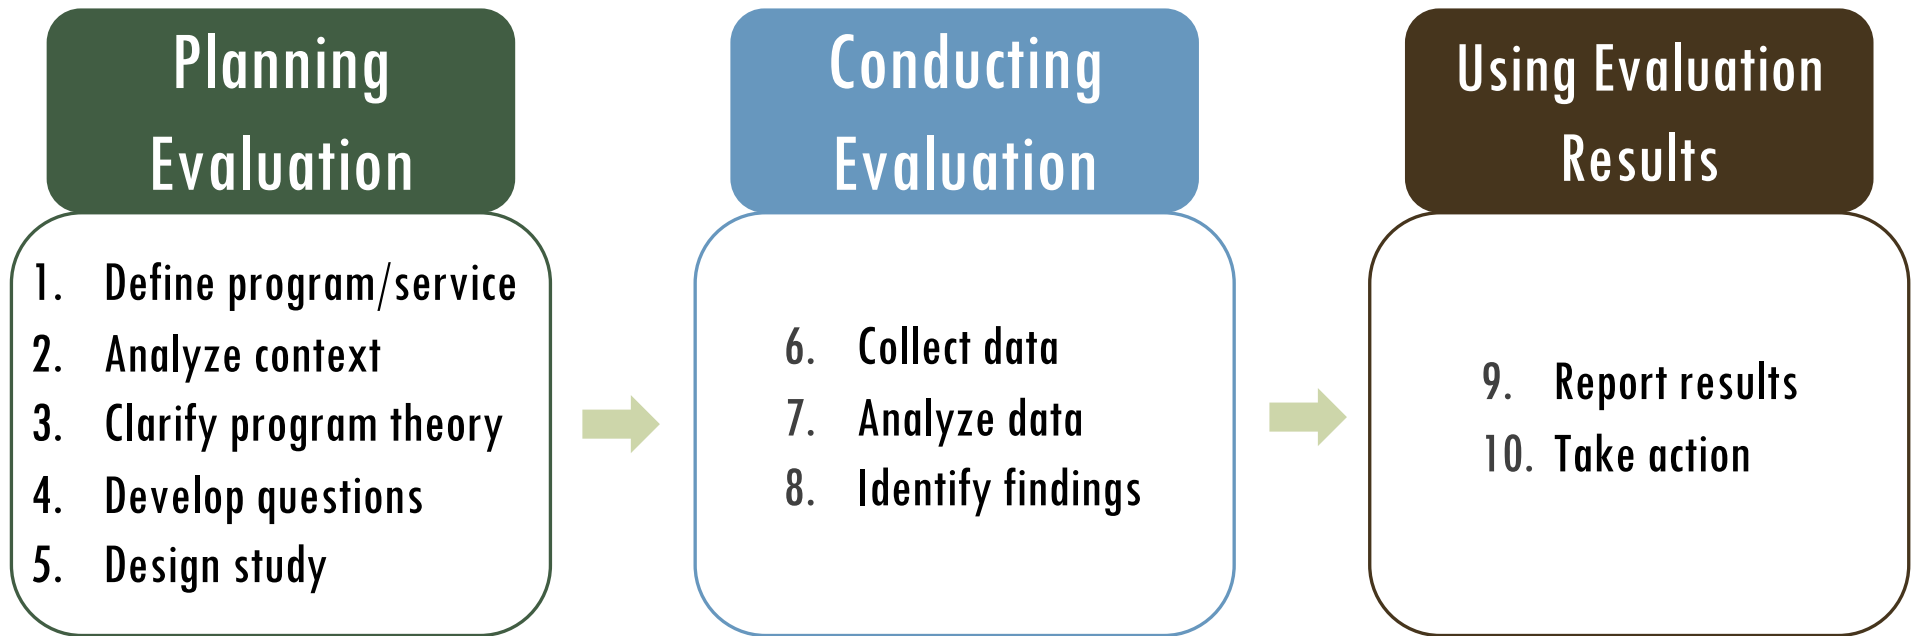 Planning
Evaluation
1. Define program/service
2. Analyze context
3. Clarify program theory
4. Develop questions
5. Design study
Conducting
Evaluation
6. Collect data
7. Analyze data
8. Identify findings
Using Evaluation
Results
9. Report results
10. Take action